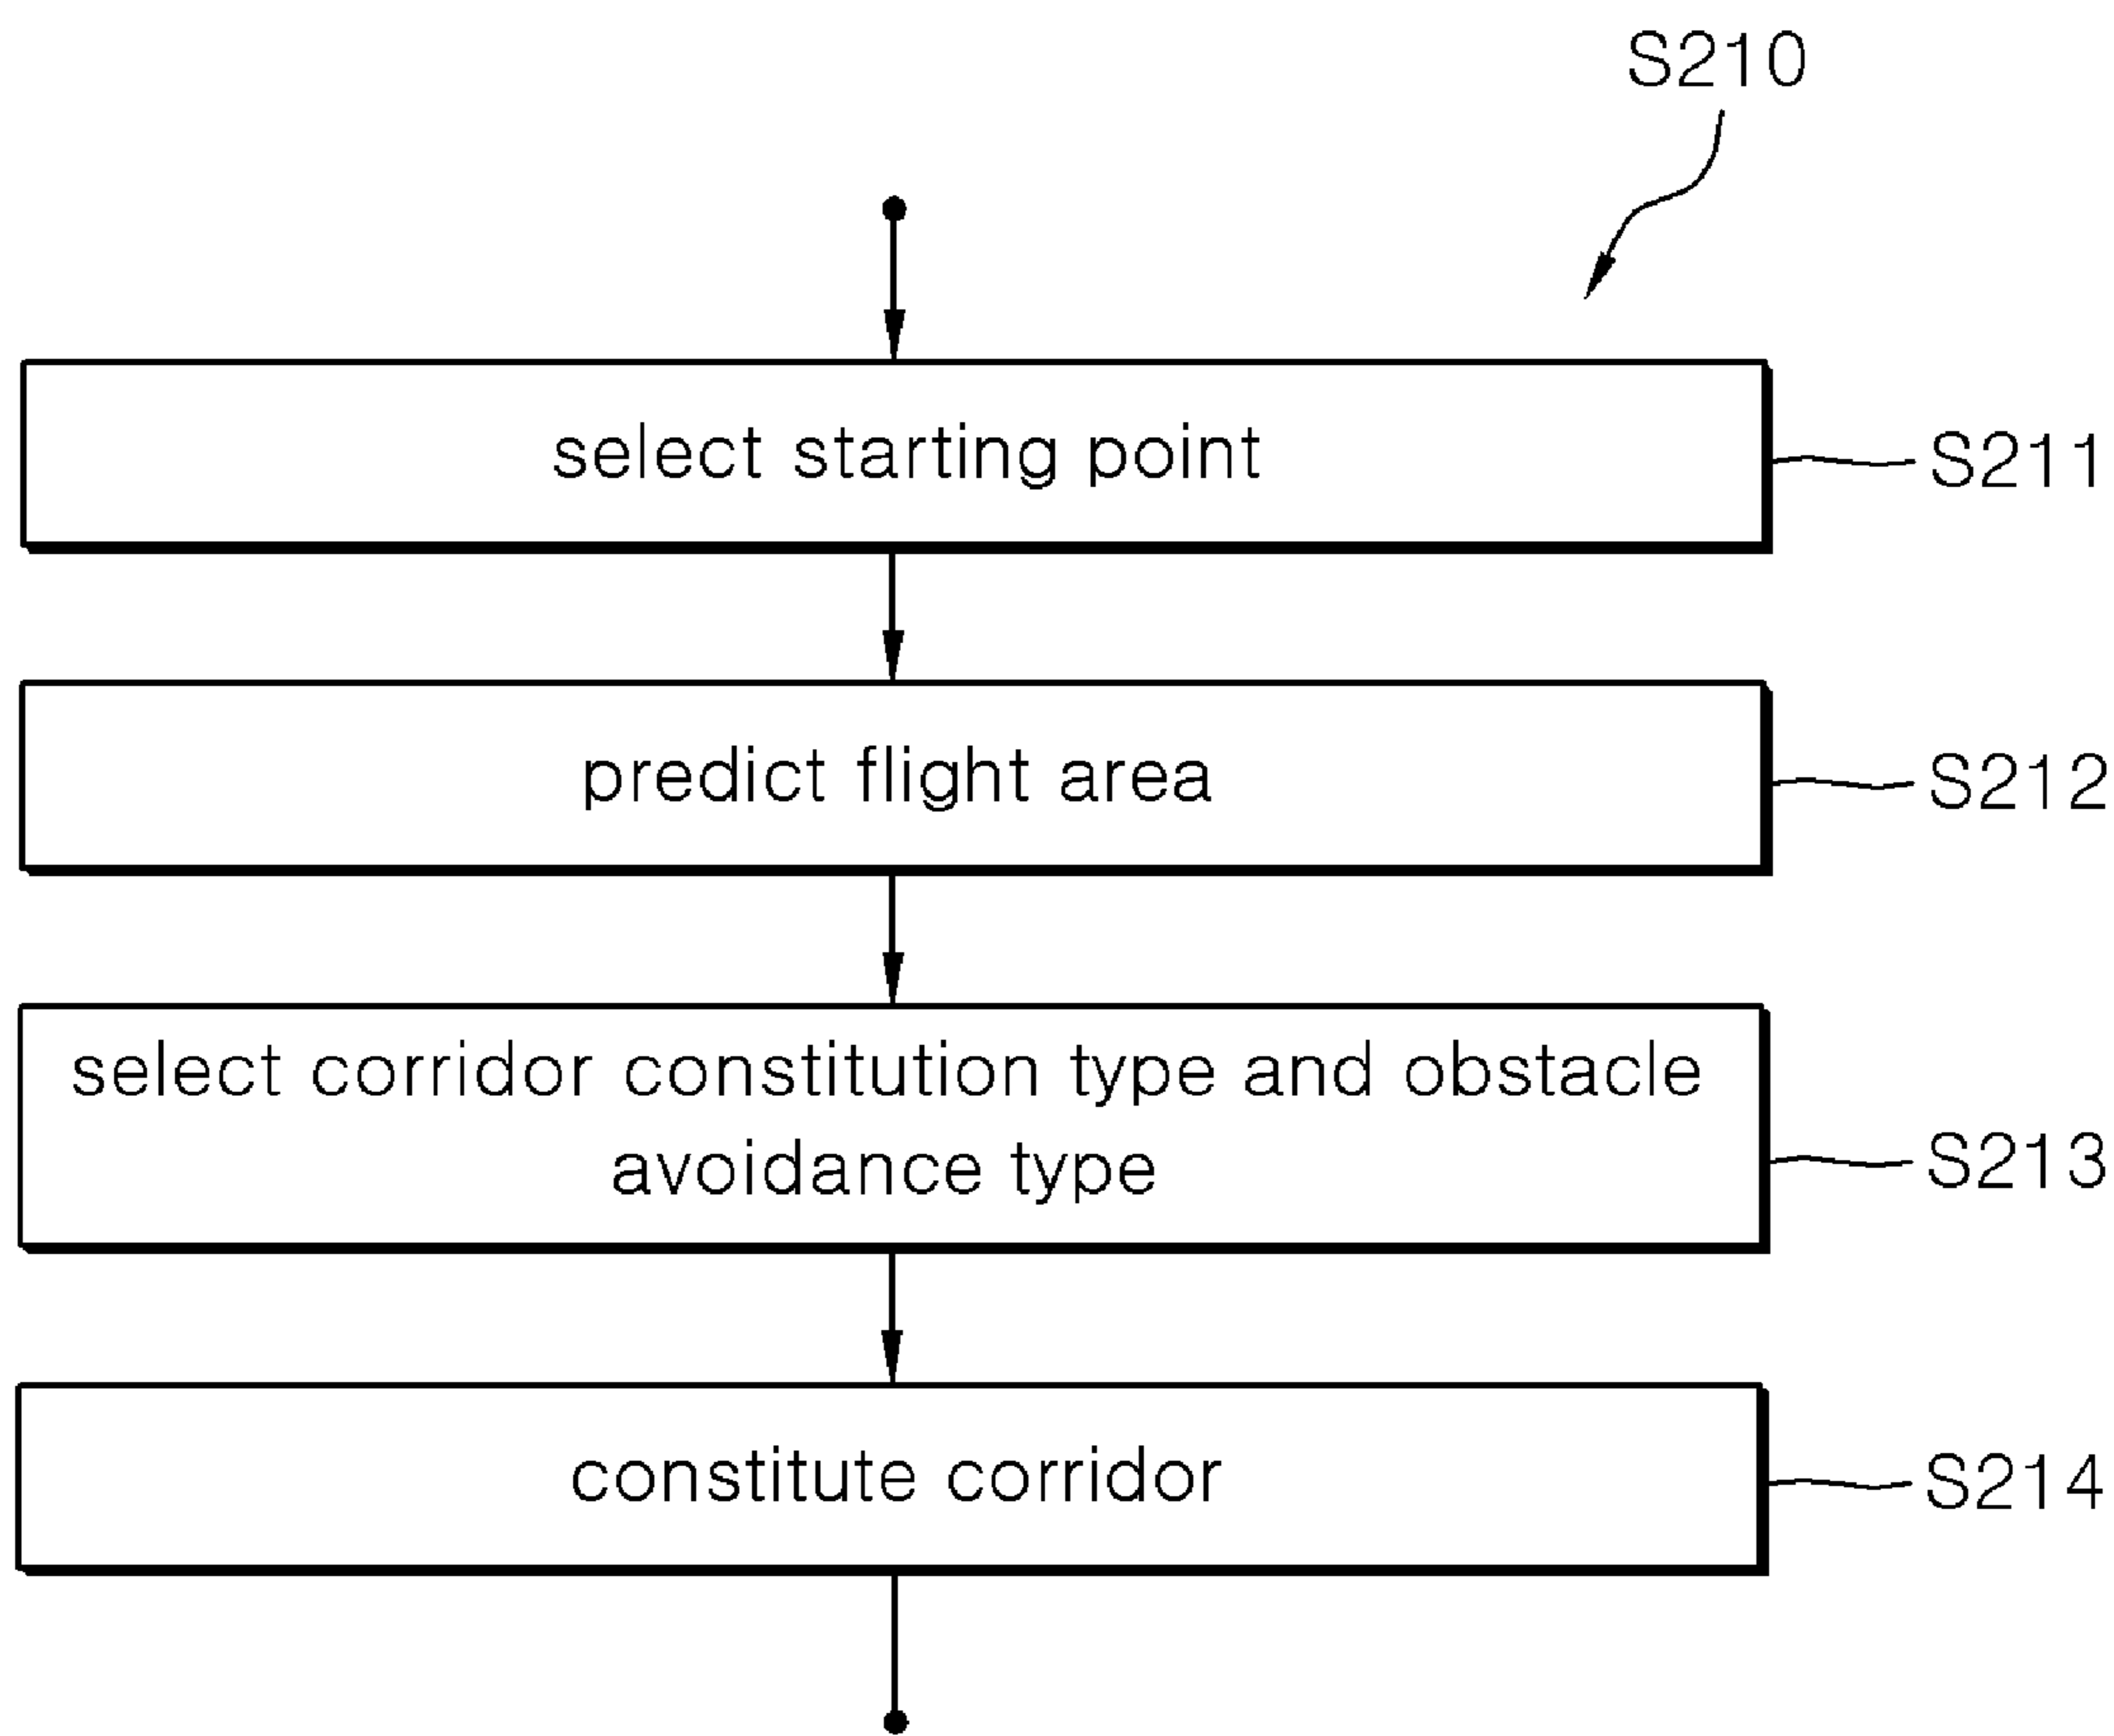 S210
select starting point
S211
predict flight area
S212
select corridor constitution type and obstacle
avoidance type
S213
constitute corridor
S214